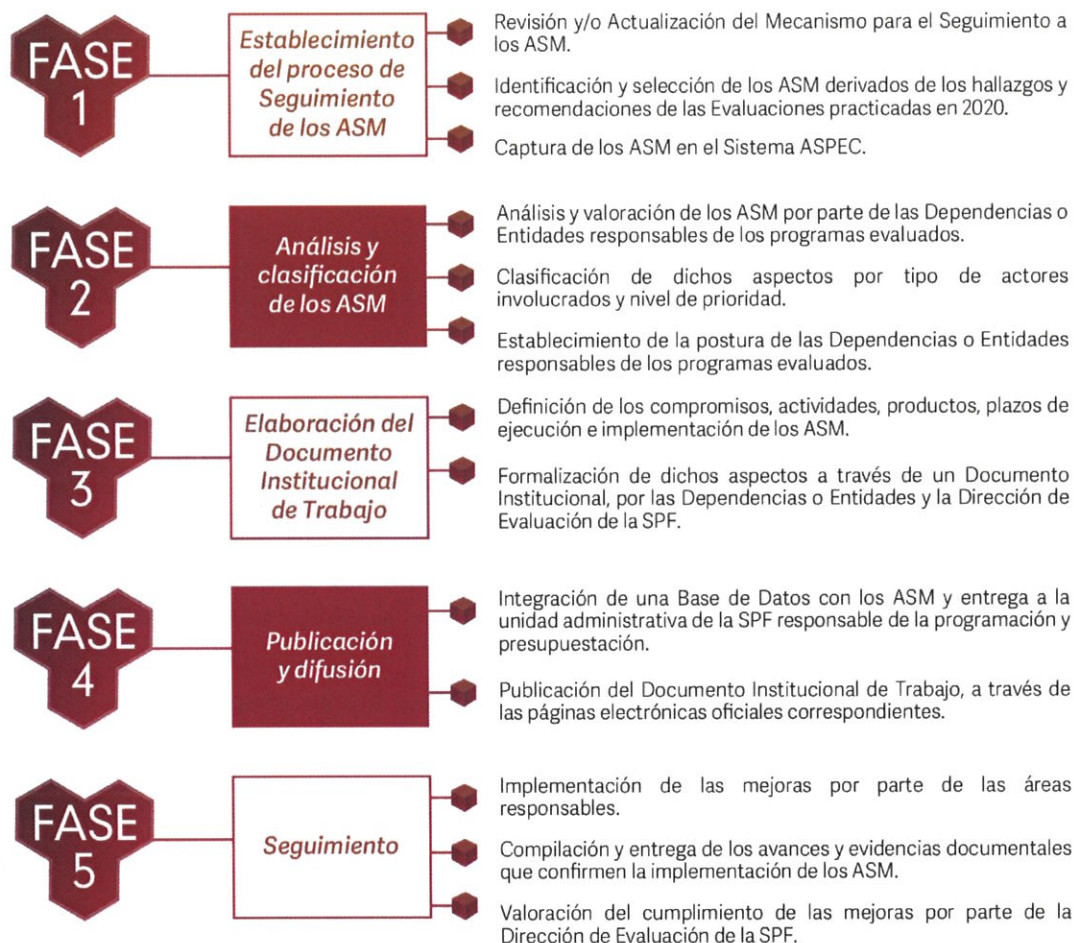 FASE
1
Establecimiento
del proceso de
Seguimiento
de los ASM
Revisión y/o Actualización del Mecanismo para el Seguimiento a
los ASM.
Identificación y selección de los ASM derivados de los hallazgos y
recomendaciones de las Evaluaciones practicadas en 2020.
Captura de los ASM en el Sistema ASPEC.
FASE
2
Análisis y
clasificación
de los ASM
Análisis y valoración de los ASM por parte de las Dependencias o
Entidades responsables de los programas evaluados.
Clasificación de dichos aspectos por tipo de actores
involucrados y nivel de prioridad.
Establecimiento de la postura de las Dependencias o Entidades
responsables de los programas evaluados.
FASE
3
Elaboración del
Documento
Institucional
de Trabajo
Definición de los compromisos, actividades, productos, plazos de
ejecución e implementación de los ASM.
Formalización de dichos aspectos a través de un Documento
Institucional, por las Dependencias o Entidades y la Dirección de
Evaluación de la SPF.
FASE
4
Publicación
y difusión
Integración de una Base de Datos con los ASM y entrega a la
unidad administrativa de la SPF responsable de la programación y
presupuestación.
Publicación del Documento Institucional de Trabajo, a través de
las páginas electrónicas oficiales correspondientes.
FASE
5
Seguimiento
Implementación de las mejoras por parte de las áreas
responsables.
Compilación y entrega de los avances y evidencias documentales
que confirmen la implementación de los ASM.
Valoración del cumplimiento de las mejoras por parte de la
Dirección de Evaluación de la SPF.